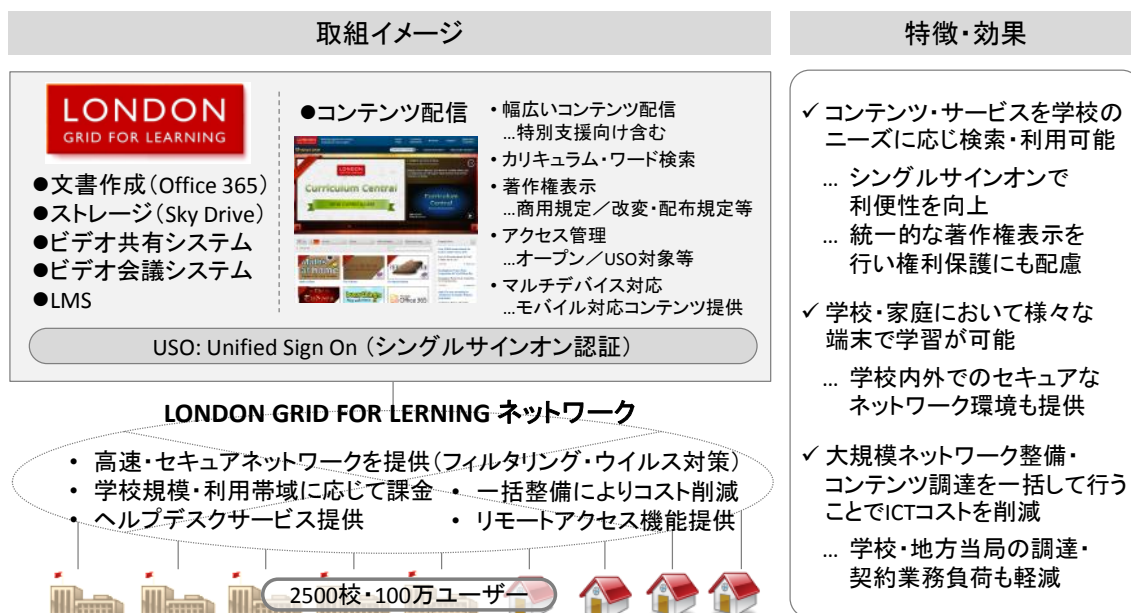 取組イメージ
特徴・効果
LONDON
GRID FOR LEARNING
●文書作成（Office 365）
●ストレージ（Sky Drive）
●ビデオ共有システム
●ビデオ会議システム
●LMS
●コンテンツ配信
Curriculum Central
Curriculum
Central
Office 365
• 幅広いコンテンツ配信
…特別支援向け含む
• カリキュラム・ワード検索
• 著作権表示
…商用規定／改変・配布規定等
• アクセス管理
…オープン／USO対象等
• マルチデバイス対応
…モバイル対応コンテンツ提供
USO: Unified Sign On（シングルサインオン認証）
LONDON GRID FOR LERNING ネットワーク
• 高速・セキュアネットワークを提供（フィルタリング・ウイルス対策）
• 学校規模・利用帯域に応じて課金 • 一括整備によりコスト削減
• ヘルプデスクサービス提供 • リモートアクセス機能提供
2500校・100万ユーザー
✓ コンテンツ・サービスを学校の
ニーズに応じ検索・利用可能
… シングルサインオンで
利便性を向上
… 統一的な著作権表示を
行い権利保護にも配慮
✓ 学校・家庭において様々な
端末で学習が可能
… 学校内外でのセキュアな
ネットワーク環境も提供
✓ 大規模ネットワーク整備・
コンテンツ調達を一括して行う
ことでICTコストを削減
… 学校・地方当局の調達・
契約業務負荷も軽減